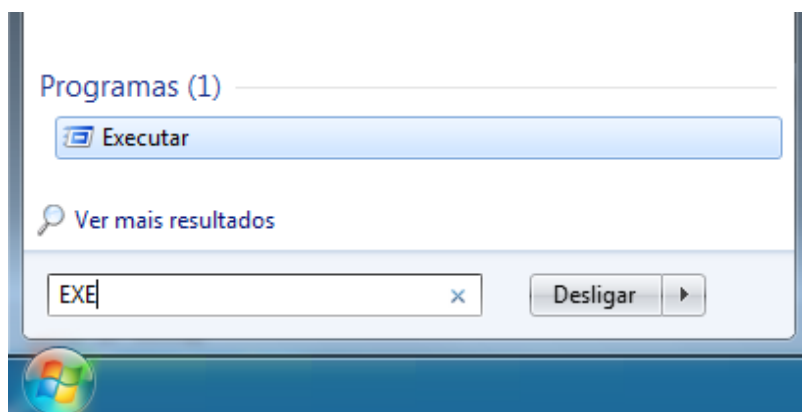 Programas (1)
Executar
Ver mais resultados
EXE
Desligar